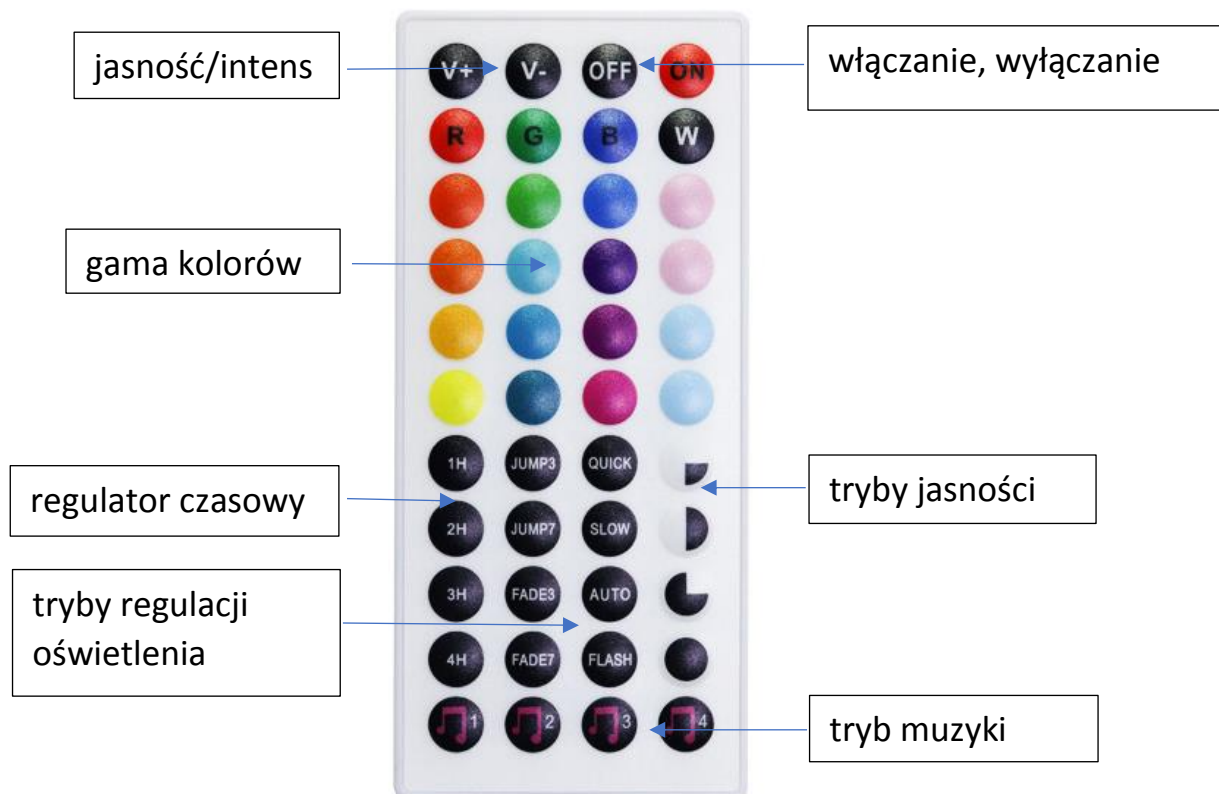 jasność/intens
V+ V- OFF ON
włączanie, wyłączanie
R G B W
gama kolorów
1H JUMP3 QUICK
regulator czasowy
tryby jasności
2H JUMP7 SLOW
3H FADE3 AUTO
tryby regulacji
oświetlenia
4H FADE7 FLASH
1 2 3 4
tryb muzyki